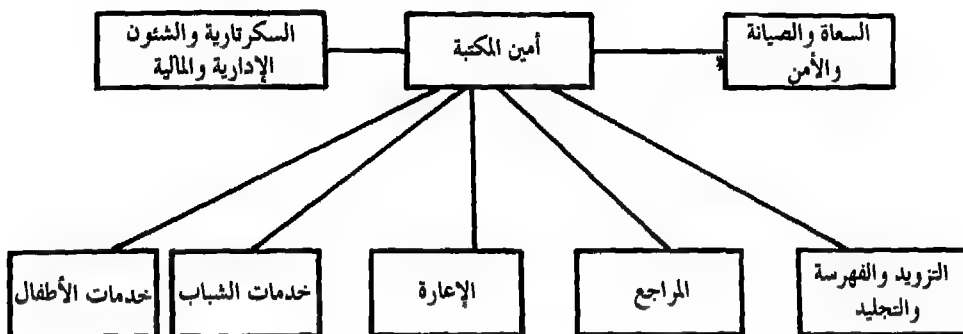 السعاة والصيانة
والأمن
أمين المكتبة
السكرتارية والشئون
الإدارية والمالية
التزويد والفهرسة
والتجليد
المراجع
الإعارة
خدمات الشباب
خدمات الأطفال